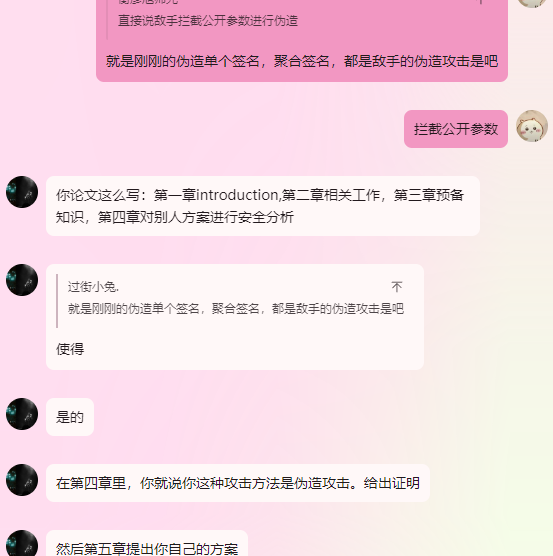 直接说敌手拦截公开参数进行伪造
就是刚刚的伪造单个签名，聚合签名，都是敌手的伪造攻击是吧
拦截公开参数
你论文这么写：第一章introduction,第二章相关工作，第三章预备
知识，第四章对别人方案进行安全分析
过街小兔.
就是刚刚的伪造单个签名，聚合签名，都是敌手的伪造攻击是吧
使得
是的
在第四章里，你就说你这种攻击方法是伪造攻击。给出证明
然后第五章提出你自己的方案